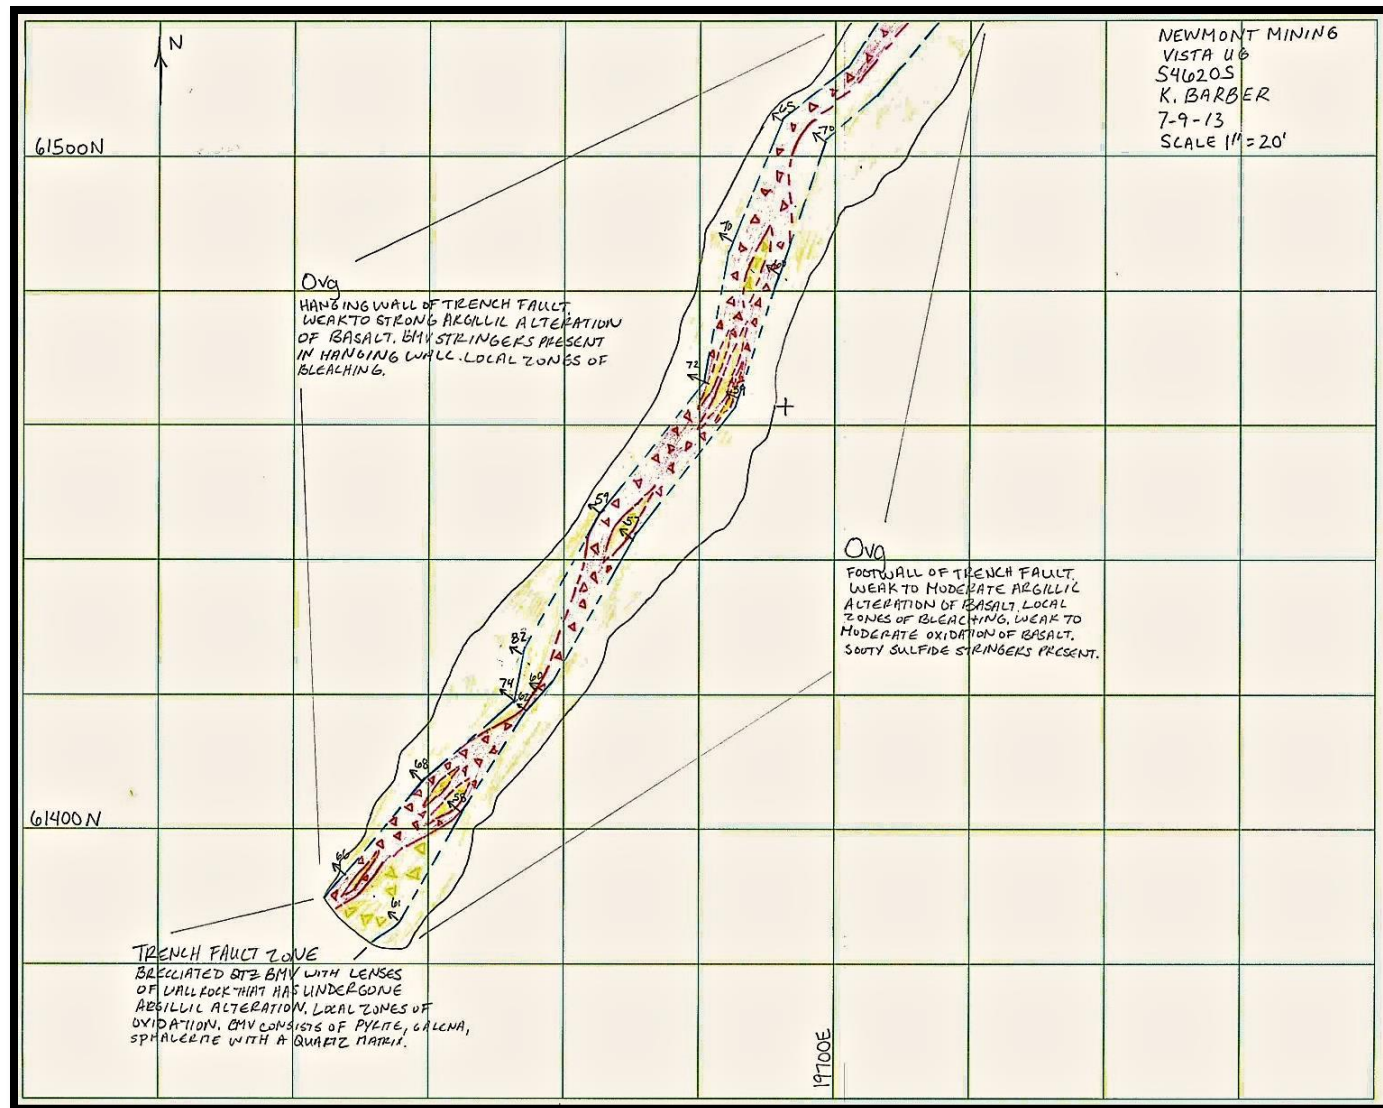 N
NEWMONT MINING
VISTA UG
S4620S
K. BARBER
7-9-13
SCALE 1"=20'
61500N
65
70
70
60
72
59
59
Ovg
HANGING WALL OF TRENCH FAULT.
WEAK TO STRONG ARGILLIC ALTERATION
OF BASALT. BMV STRINGERS PRESENT
IN HANGING WALL. LOCAL ZONES OF
BLEACHING.
Ovg
FOOTWALL OF TRENCH FAULT.
WEAK TO MODERATE ARGILLIC
ALTERATION OF BASALT. LOCAL
ZONES OF BLEACHING. WEAK TO
MODERATE OXIDATION OF BASALT.
SOOTY SULFIDE STRINGERS PRESENT.
82
74
60
62
68
58
61400N
66
61
TRENCH FAULT ZONE
BRECCIATED QTZ BMV WITH LENSES
OF WALLROCK THAT HAS UNDERGONE
ARGILLIC ALTERATION. LOCAL ZONES OF
OXIDATION. BMV CONSISTS OF PYRITE, GALENA,
SPHALERITE WITH A QUARTZ MATRIX.
19700E